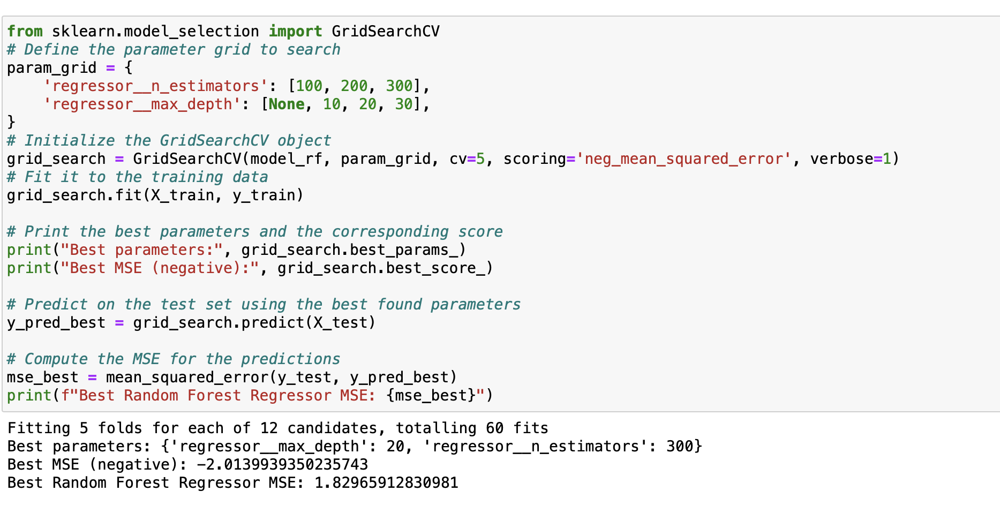 from sklearn.model_selection import GridSearchCV
# Define the parameter grid to search
param_grid = {
    'regressor__n_estimators': [100, 200, 300],
    'regressor__max_depth': [None, 10, 20, 30],
}
# Initialize the GridSearchCV object
grid_search = GridSearchCV(model_rf, param_grid, cv=5, scoring='neg_mean_squared_error', verbose=1)
# Fit it to the training data
grid_search.fit(X_train, y_train)

# Print the best parameters and the corresponding score
print("Best parameters:", grid_search.best_params_)
print("Best MSE (negative):", grid_search.best_score_)

# Predict on the test set using the best found parameters
y_pred_best = grid_search.predict(X_test)

# Compute the MSE for the predictions
mse_best = mean_squared_error(y_test, y_pred_best)
print(f"Best Random Forest Regressor MSE: {mse_best}")
Fitting 5 folds for each of 12 candidates, totalling 60 fits
Best parameters: {'regressor__max_depth': 20, 'regressor__n_estimators': 300}
Best MSE (negative): -2.0139939350235743
Best Random Forest Regressor MSE: 1.82965912830981